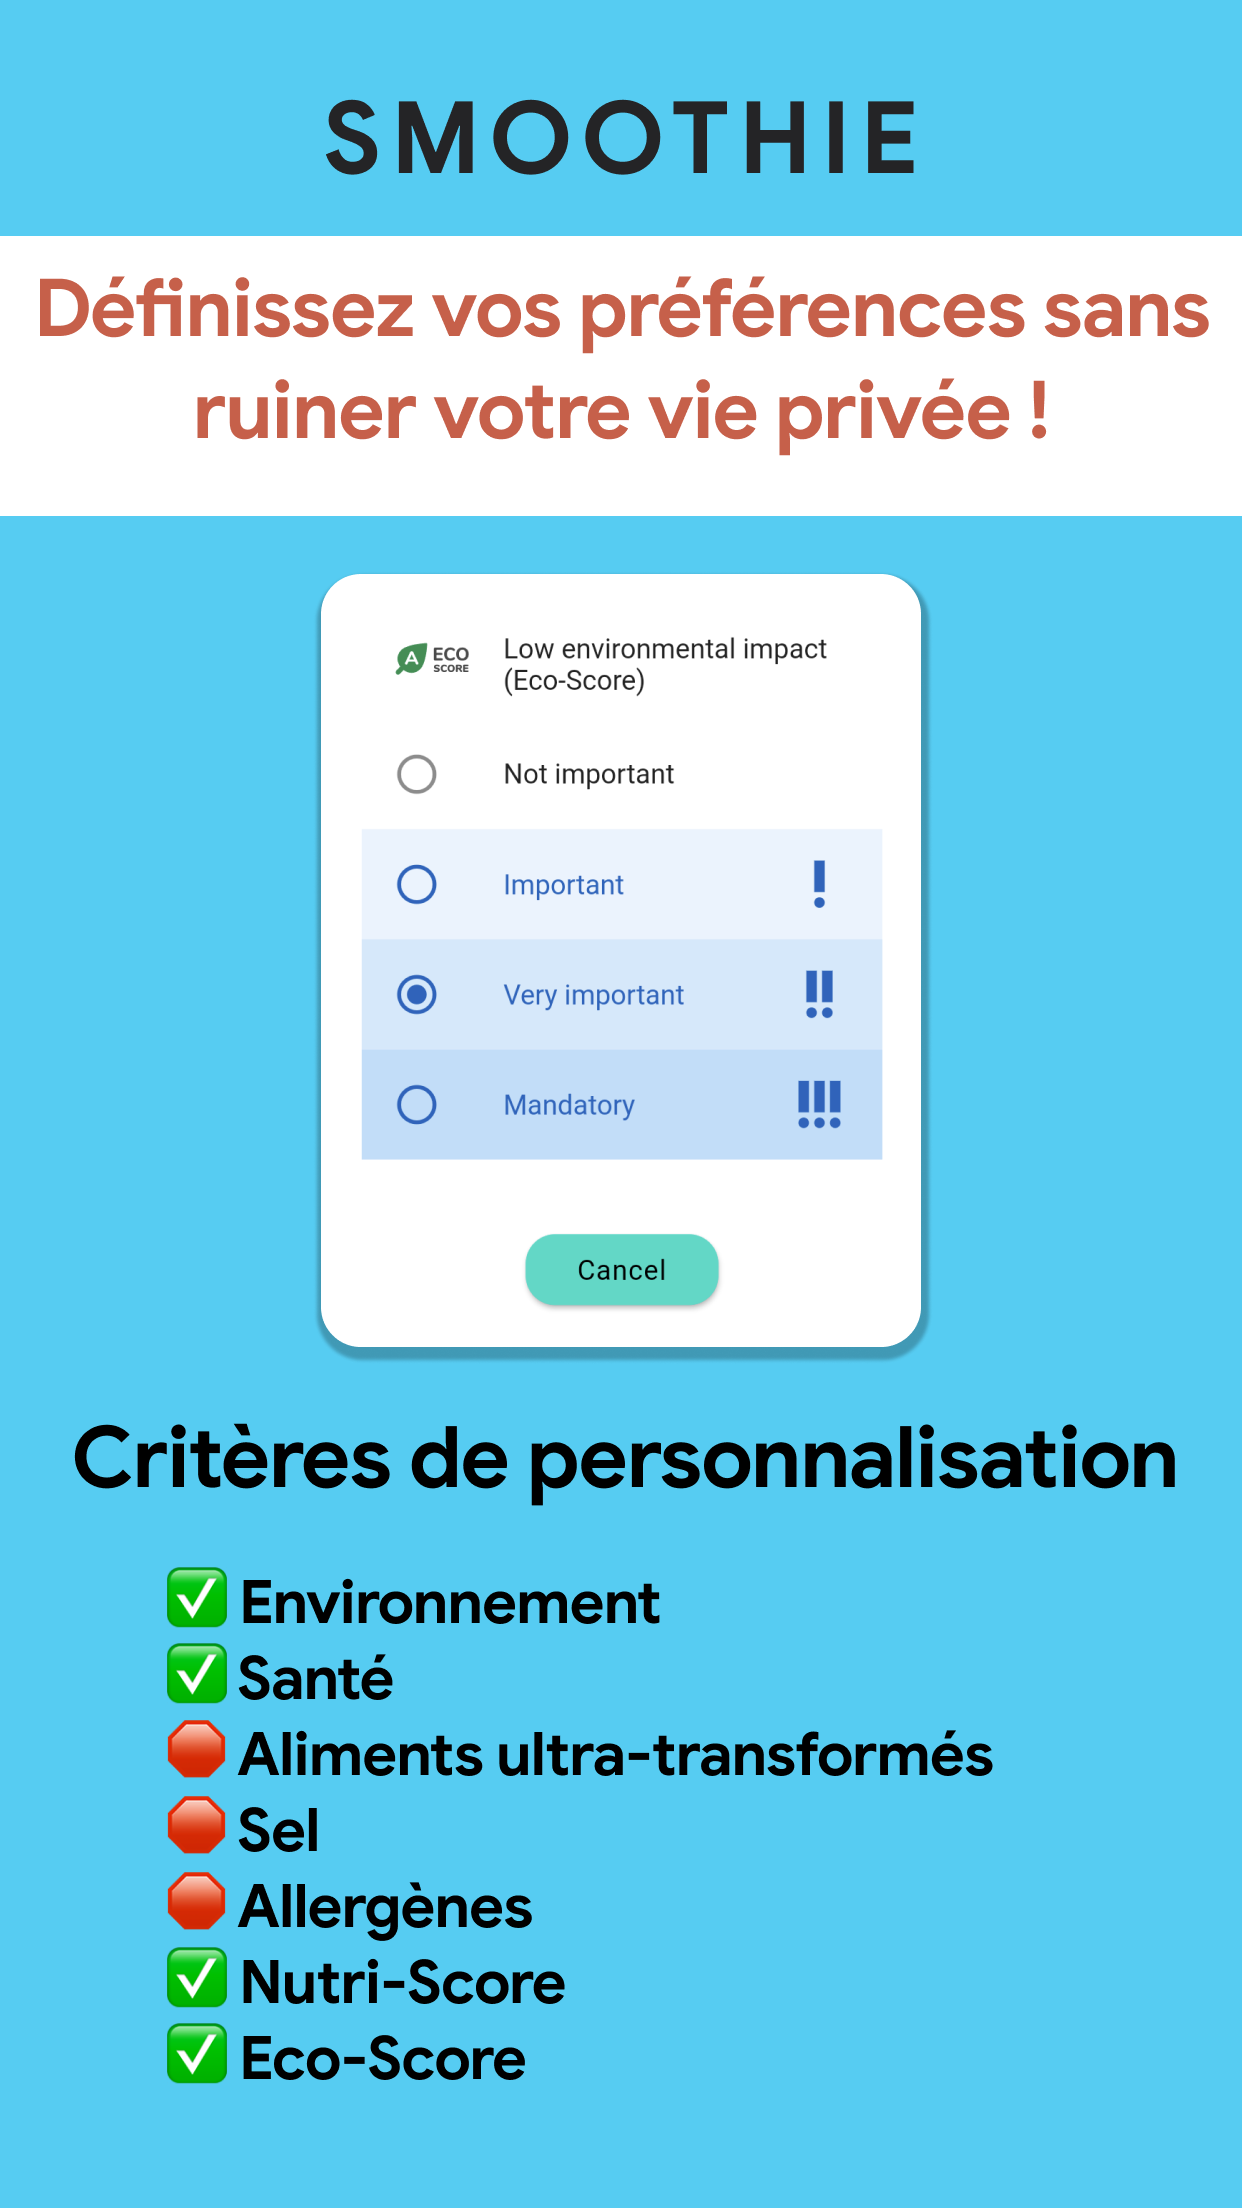 SMOOTHIE
Définissez vos préférences sans
ruiner votre vie privée !
A ECO
SCORE
Low environmental impact
(Eco-Score)
Not important
Important !
Very important !!
Mandatory !!!
Cancel
Critères de personnalisation
✅ Environnement
✅ Santé
🛑 Aliments ultra-transformés
🛑 Sel
🛑 Allergènes
✅ Nutri-Score
✅ Eco-Score